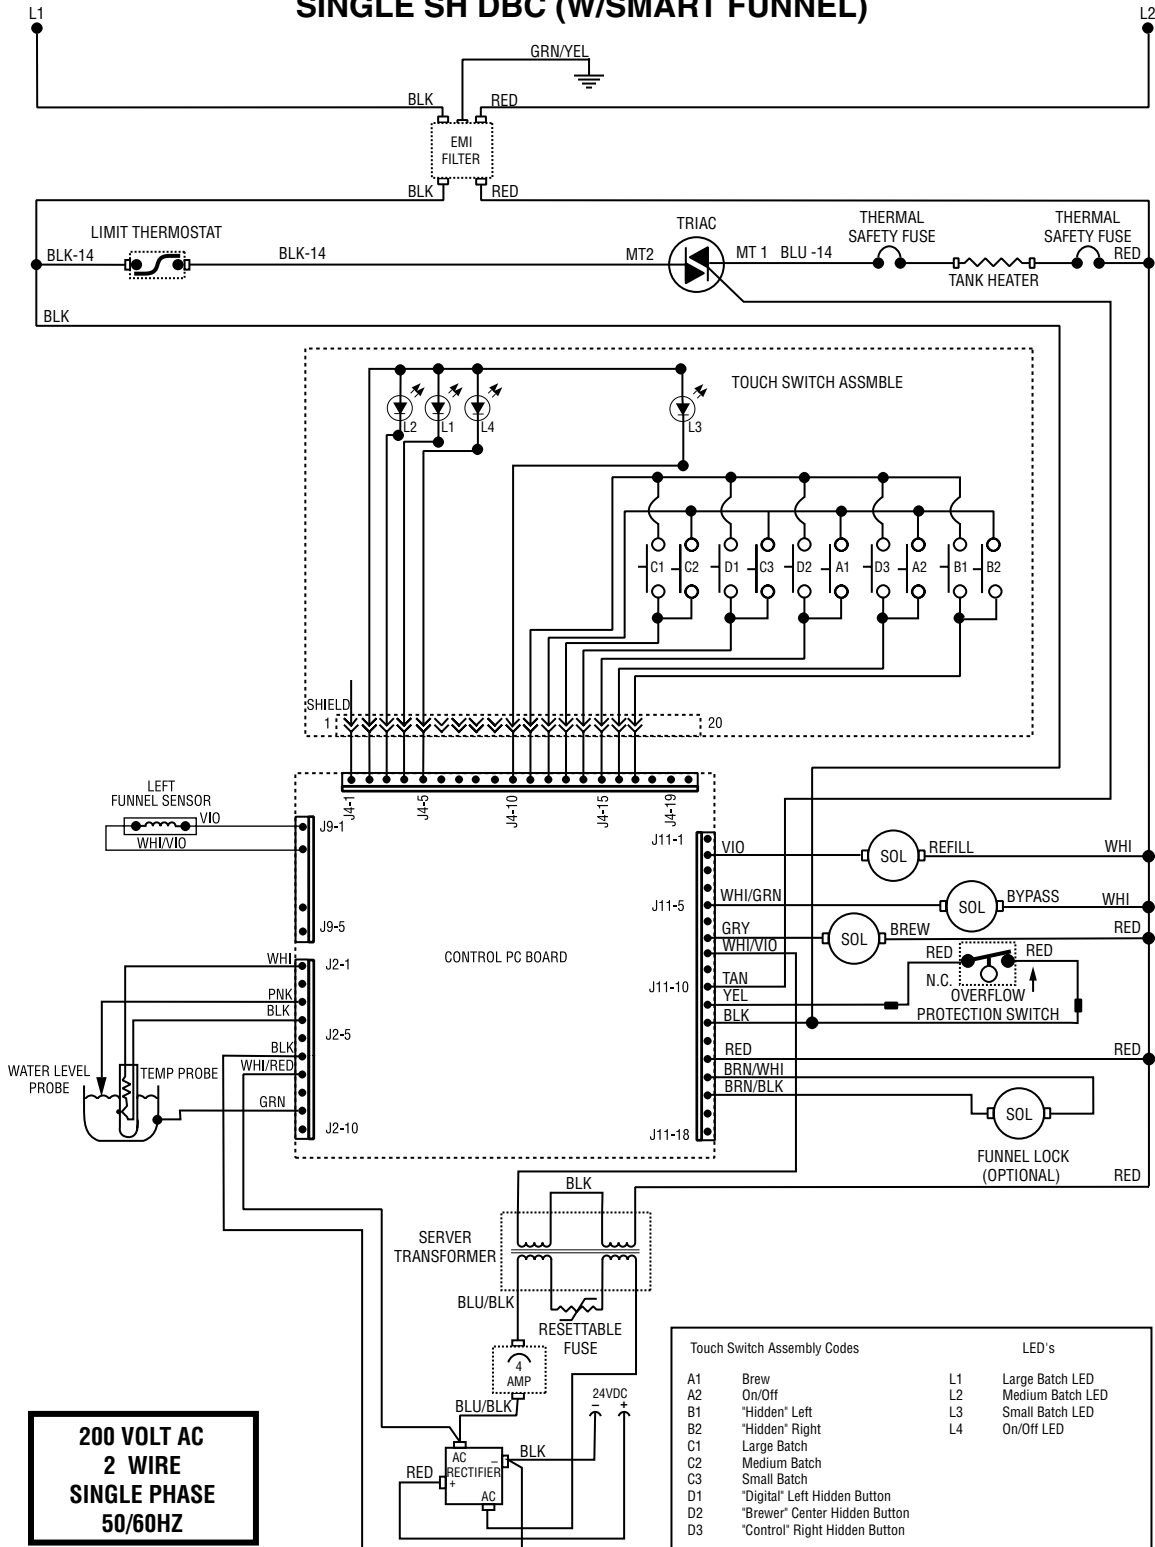 SINGLE SH DBC (W/SMART FUNNEL)
L1
L2
GRN/YEL
BLK
RED
EMI
FILTER
BLK
RED
LIMIT THERMOSTAT
TRIAC
THERMAL
SAFETY FUSE
THERMAL
SAFETY FUSE
BLK-14
BLK-14
MT2
MT 1
BLU -14
RED
TANK HEATER
BLK
TOUCH SWITCH ASSMBLE
L2
L1
L4
L3
C1
C2
D1
C3
D2
A1
D3
A2
B1
B2
SHIELD
1
20
LEFT
FUNNEL SENSOR
VIO
WHI/VIO
J4-1
J4-5
J4-10
J4-15
J4-19
J9-1
J9-5
J11-1
VIO
SOL
REFILL
WHI
J11-5
WHI/GRN
SOL
BYPASS
WHI
GRY
SOL
BREW
RED
WHI/VIO
CONTROL PC BOARD
WHI
J2-1
PNK
BLK
J2-5
BLK
WHI/RED
GRN
J2-10
WATER LEVEL
PROBE
TEMP PROBE
J11-10
TAN
YEL
BLK
RED
RED
N.C.
OVERFLOW
PROTECTION SWITCH
RED
RED
BRN/WHI
BRN/BLK
SOL
J11-18
FUNNEL LOCK
(OPTIONAL)
RED
BLK
SERVER
TRANSFORMER
BLU/BLK
RESETTABLE
FUSE
4
AMP
BLU/BLK
24VDC
- +
AC
RECTIFIER
-
+
AC
BLK
RED
200 VOLT AC
2 WIRE
SINGLE PHASE
50/60HZ
Touch Switch Assembly Codes
LED's
A1 Brew
L1 Large Batch LED
A2 On/Off
L2 Medium Batch LED
B1 "Hidden" Left
L3 Small Batch LED
B2 "Hidden" Right
L4 On/Off LED
C1 Large Batch
C2 Medium Batch
C3 Small Batch
D1 "Digital" Left Hidden Button
D2 "Brewer" Center Hidden Button
D3 "Control" Right Hidden Button